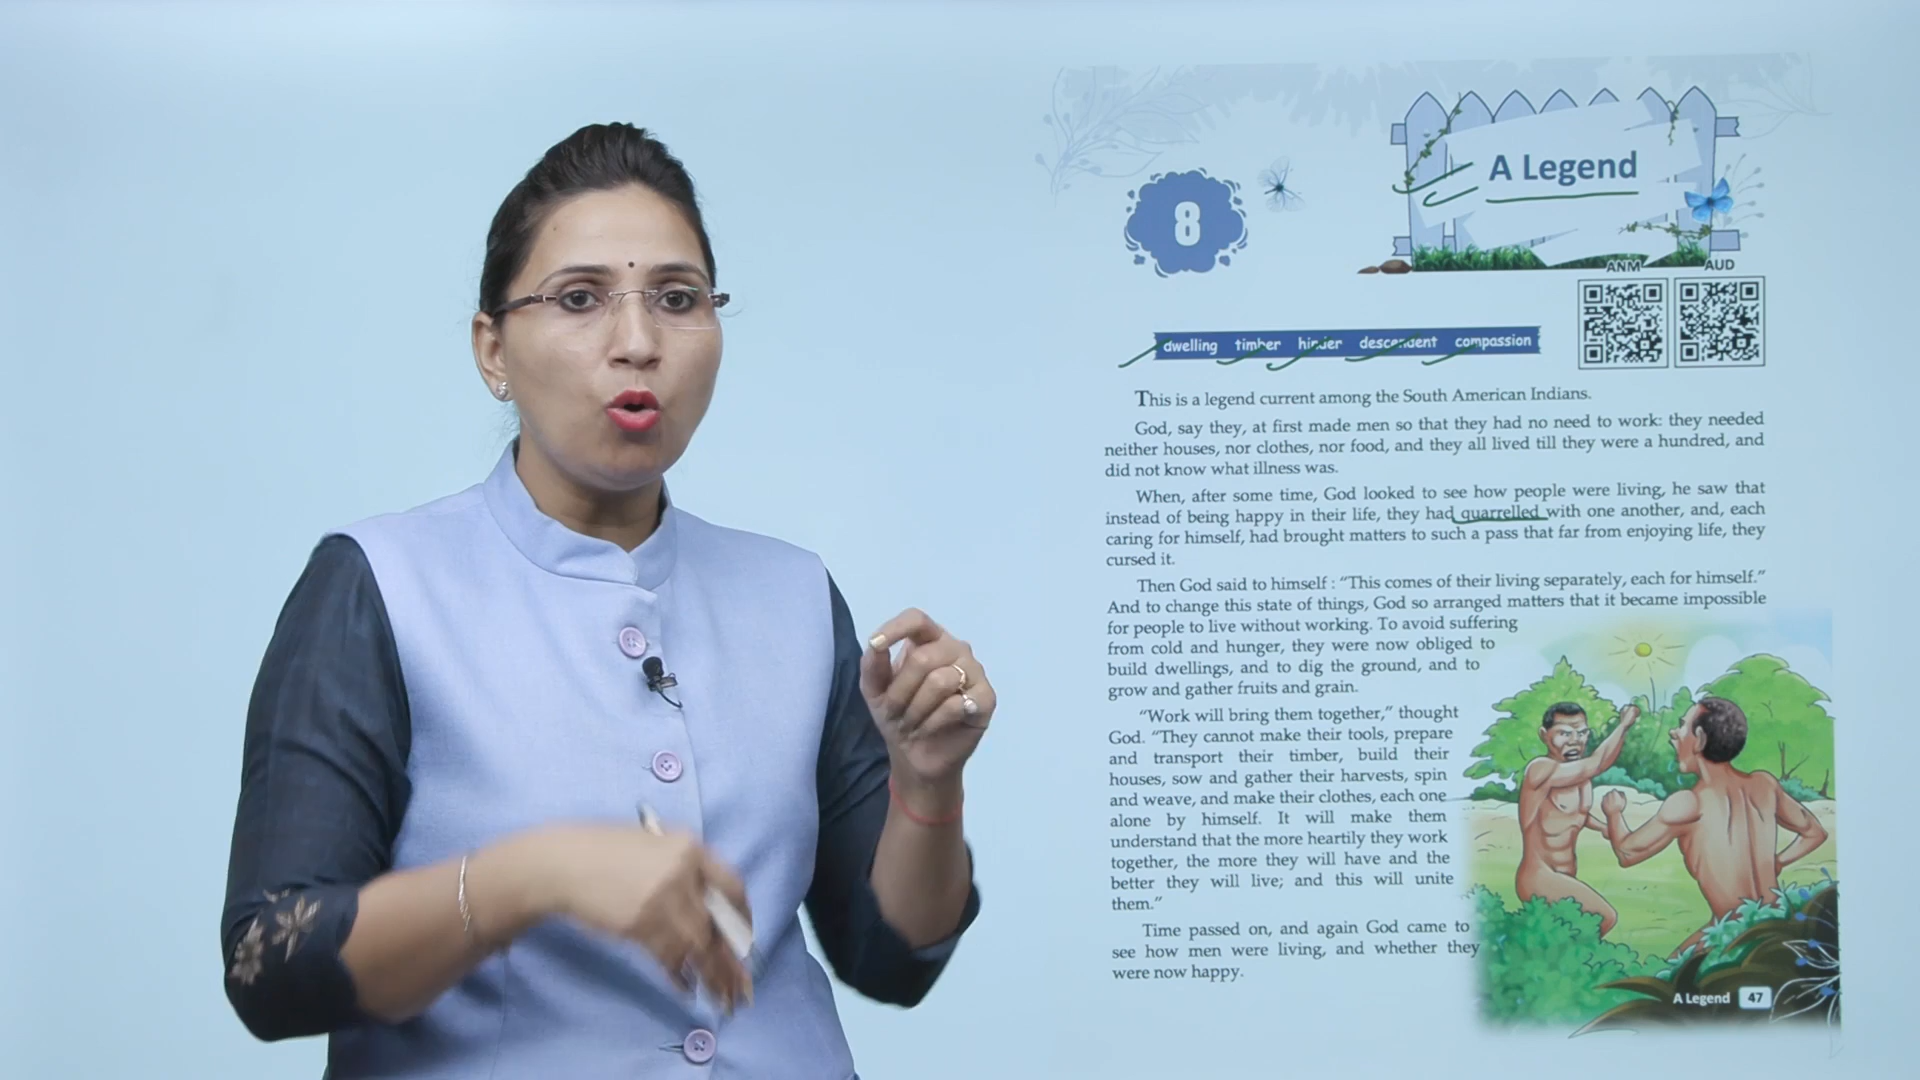 A Legend
8
ANM AUD
dwelling timber hinder descendent compassion
This is a legend current among the South American Indians.
God, say they, at first made men so that they had no need to work: they needed
neither houses, nor clothes, nor food, and they all lived till they were a hundred, and
did not know what illness was.
When, after some time, God looked to see how people were living, he saw that
instead of being happy in their life, they had quarrelled with one another, and, each
caring for himself, had brought matters to such a pass that far from enjoying life, they
cursed it.
Then God said to himself : “This comes of their living separately, each for himself.”
And to change this state of things, God so arranged matters that it became impossible
for people to live without working. To avoid suffering
from cold and hunger, they were now obliged to
build dwellings, and to dig the ground, and to
grow and gather fruits and grain.
“Work will bring them together,” thought
God. “They cannot make their tools, prepare
and transport their timber, build their
houses, sow and gather their harvests, spin
and weave, and make their clothes, each one
alone by himself. It will make them
understand that the more heartily they work
together, the more they will have and the
better they will live; and this will unite
them.”
Time passed on, and again God came to
see how men were living, and whether they
were now happy.
A Legend 47